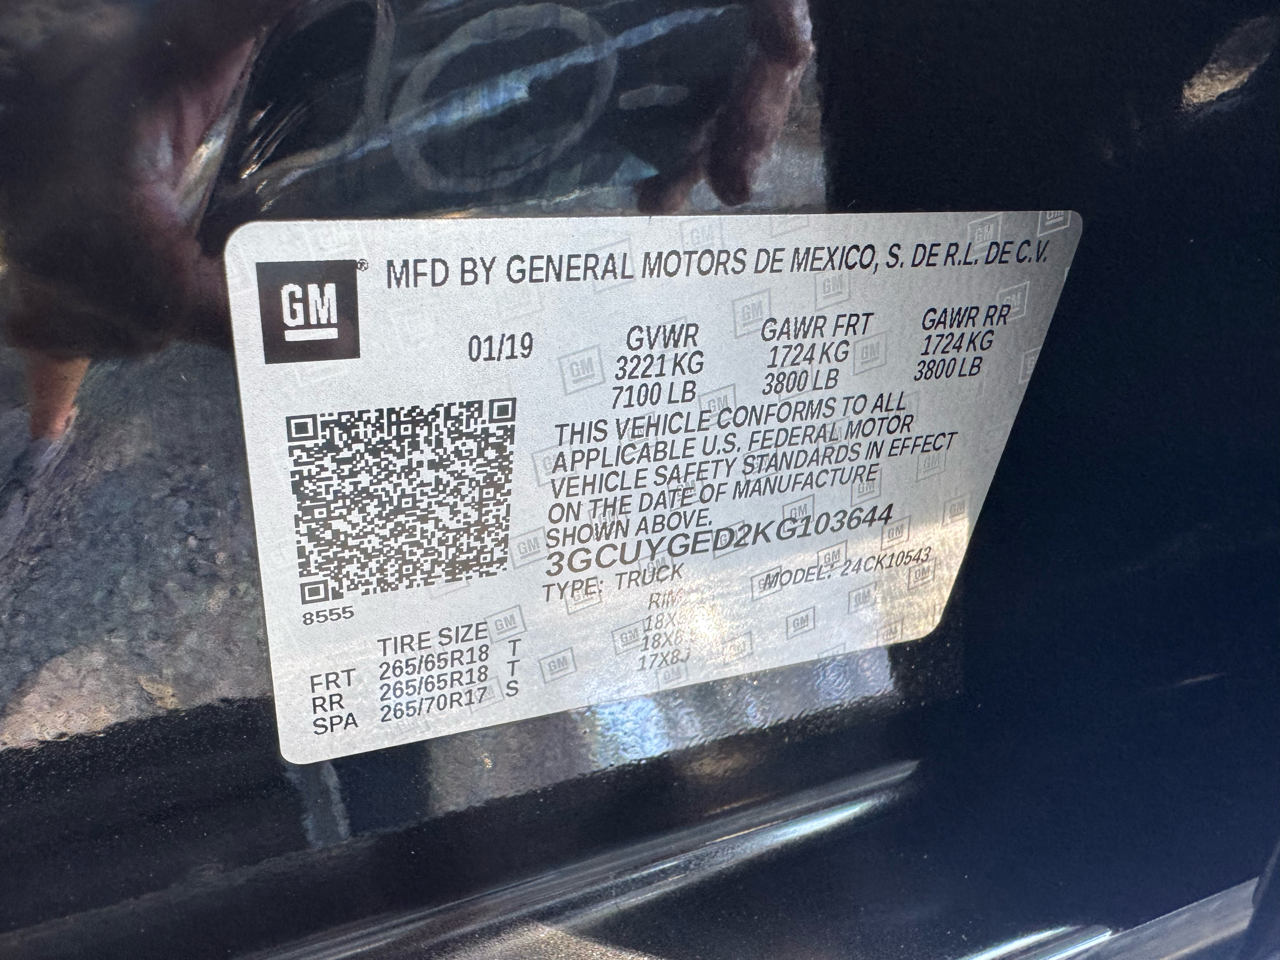 GM® MFD BY GENERAL MOTORS DE MEXICO, S. DE R.L. DE C.V.
01/19 GVWR GAWR FRT GAWR RR
3221 KG 1724 KG 1724 KG
7100 LB 3800 LB 3800 LB
THIS VEHICLE CONFORMS TO ALL
APPLICABLE U.S. FEDERAL MOTOR
VEHICLE SAFETY STANDARDS IN EFFECT
ON THE DATE OF MANUFACTURE
SHOWN ABOVE.
3GCUYGED2KG103644
TYPE: TRUCK MODEL: 24CK10543
8555
TIRE SIZE RIM
FRT 265/65R18 T
RR 265/65R18 T
SPA 265/70R17 S 17X8J